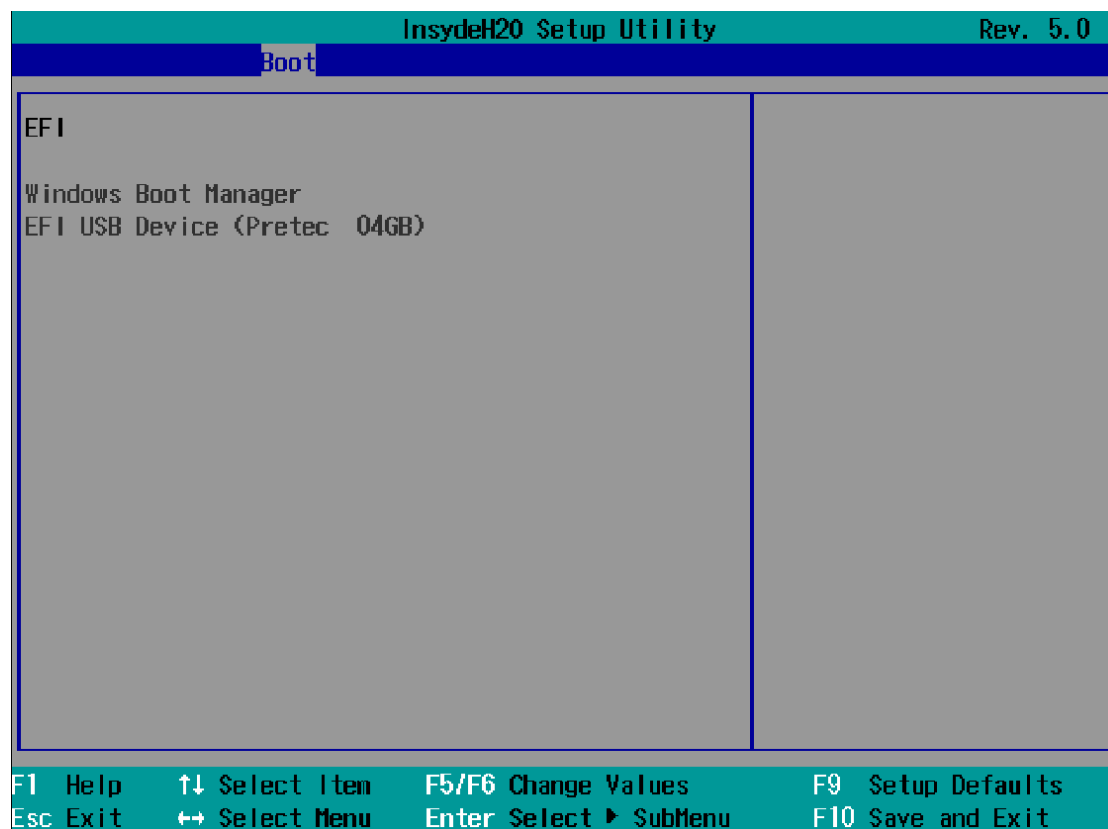 InsydeH20 Setup Utility Rev. 5.0
Boot
EFI
Windows Boot Manager
EFI USB Device (Pretec 04GB)
F1 Help ↑↓ Select Item F5/F6 Change Values F9 Setup Defaults
Esc Exit ↔ Select Menu Enter Select ▶ SubMenu F10 Save and Exit